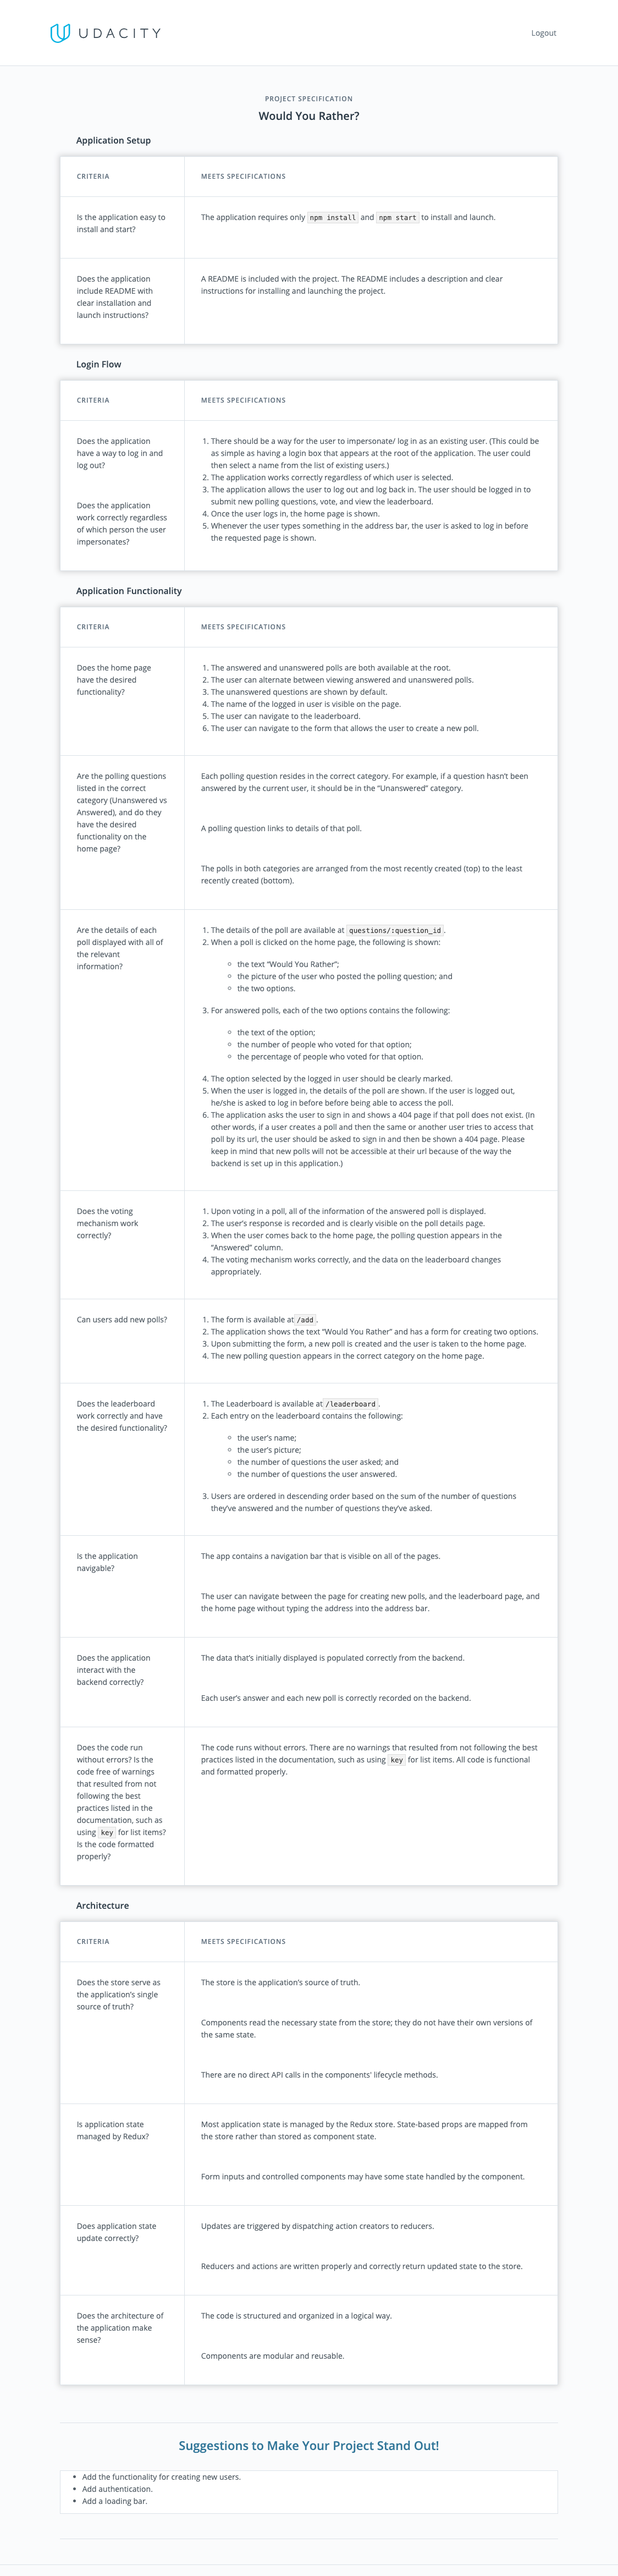 UDACITY
Logout
PROJECT SPECIFICATION
Would You Rather?
Application Setup
CRITERIA
MEETS SPECIFICATIONS
Is the application easy to
install and start?
The application requires only npm install and npm start to install and launch.
Does the application
include README with
clear installation and
launch instructions?
A README is included with the project. The README includes a description and clear
instructions for installing and launching the project.
Login Flow
CRITERIA
MEETS SPECIFICATIONS
Does the application
have a way to log in and
log out?
Does the application
work correctly regardless
of which person the user
impersonates?
1. There should be a way for the user to impersonate/ log in as an existing user. (This could be
as simple as having a login box that appears at the root of the application. The user could
then select a name from the list of existing users.)
2. The application works correctly regardless of which user is selected.
3. The application allows the user to log out and log back in. The user should be logged in to
submit new polling questions, vote, and view the leaderboard.
4. Once the user logs in, the home page is shown.
5. Whenever the user types something in the address bar, the user is asked to log in before
the requested page is shown.
Application Functionality
CRITERIA
MEETS SPECIFICATIONS
Does the home page
have the desired
functionality?
1. The answered and unanswered polls are both available at the root.
2. The user can alternate between viewing answered and unanswered polls.
3. The unanswered questions are shown by default.
4. The name of the logged in user is visible on the page.
5. The user can navigate to the leaderboard.
6. The user can navigate to the form that allows the user to create a new poll.
Are the polling questions
listed in the correct
category (Unanswered vs
Answered), and do they
have the desired
functionality on the
home page?
Each polling question resides in the correct category. For example, if a question hasn’t been
answered by the current user, it should be in the “Unanswered” category.
A polling question links to details of that poll.
The polls in both categories are arranged from the most recently created (top) to the least
recently created (bottom).
Are the details of each
poll displayed with all of
the relevant
information?
1. The details of the poll are available at questions/:question_id.
2. When a poll is clicked on the home page, the following is shown:
◦ the text “Would You Rather”;
◦ the picture of the user who posted the polling question; and
◦ the two options.
3. For answered polls, each of the two options contains the following:
◦ the text of the option;
◦ the number of people who voted for that option;
◦ the percentage of people who voted for that option.
4. The option selected by the logged in user should be clearly marked.
5. When the user is logged in, the details of the poll are shown. If the user is logged out,
he/she is asked to log in before before being able to access the poll.
6. The application asks the user to sign in and shows a 404 page if that poll does not exist. (In
other words, if a user creates a poll and then the same or another user tries to access that
poll by its url, the user should be asked to sign in and then be shown a 404 page. Please
keep in mind that new polls will not be accessible at their url because of the way the
backend is set up in this application.)
Does the voting
mechanism work
correctly?
1. Upon voting in a poll, all of the information of the answered poll is displayed.
2. The user’s response is recorded and is clearly visible on the poll details page.
3. When the user comes back to the home page, the polling question appears in the
“Answered” column.
4. The voting mechanism works correctly, and the data on the leaderboard changes
appropriately.
Can users add new polls?
1. The form is available at /add.
2. The application shows the text “Would You Rather” and has a form for creating two options.
3. Upon submitting the form, a new poll is created and the user is taken to the home page.
4. The new polling question appears in the correct category on the home page.
Does the leaderboard
work correctly and have
the desired functionality?
1. The Leaderboard is available at /leaderboard.
2. Each entry on the leaderboard contains the following:
◦ the user’s name;
◦ the user’s picture;
◦ the number of questions the user asked; and
◦ the number of questions the user answered.
3. Users are ordered in descending order based on the sum of the number of questions
they’ve answered and the number of questions they’ve asked.
Is the application
navigable?
The app contains a navigation bar that is visible on all of the pages.
The user can navigate between the page for creating new polls, and the leaderboard page, and
the home page without typing the address into the address bar.
Does the application
interact with the
backend correctly?
The data that’s initially displayed is populated correctly from the backend.
Each user’s answer and each new poll is correctly recorded on the backend.
Does the code run
without errors? Is the
code free of warnings
that resulted from not
following the best
practices listed in the
documentation, such as
using key for list items?
Is the code formatted
properly?
The code runs without errors. There are no warnings that resulted from not following the best
practices listed in the documentation, such as using key for list items. All code is functional
and formatted properly.
Architecture
CRITERIA
MEETS SPECIFICATIONS
Does the store serve as
the application’s single
source of truth?
The store is the application’s source of truth.
Components read the necessary state from the store; they do not have their own versions of
the same state.
There are no direct API calls in the components' lifecycle methods.
Is application state
managed by Redux?
Most application state is managed by the Redux store. State-based props are mapped from
the store rather than stored as component state.
Form inputs and controlled components may have some state handled by the component.
Does application state
update correctly?
Updates are triggered by dispatching action creators to reducers.
Reducers and actions are written properly and correctly return updated state to the store.
Does the architecture of
the application make
sense?
The code is structured and organized in a logical way.
Components are modular and reusable.
Suggestions to Make Your Project Stand Out!
• Add the functionality for creating new users.
• Add authentication.
• Add a loading bar.